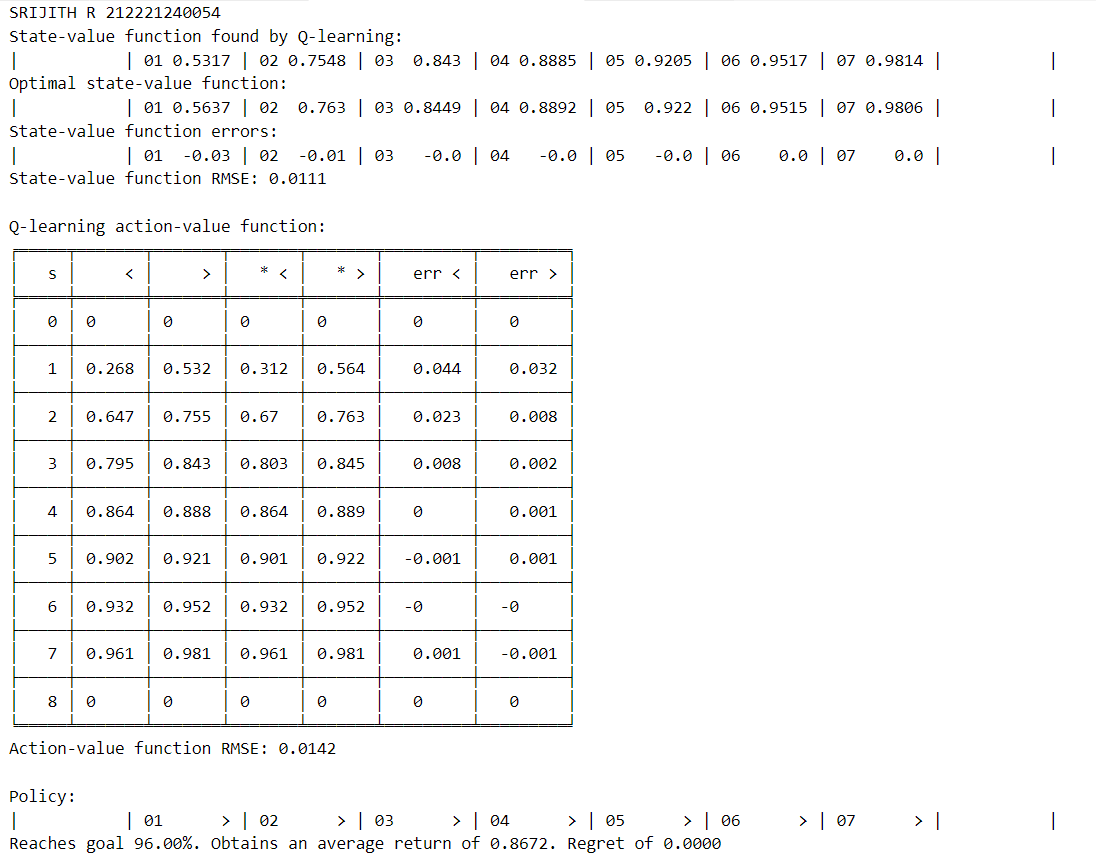 SRIJITH R 212221240054
State-value function found by Q-learning:
| | 01 0.5317 | 02 0.7548 | 03 0.843 | 04 0.8885 | 05 0.9205 | 06 0.9517 | 07 0.9814 | |
Optimal state-value function:
| | 01 0.5637 | 02 0.763 | 03 0.8449 | 04 0.8892 | 05 0.922 | 06 0.9515 | 07 0.9806 | |
State-value function errors:
| | 01 -0.03 | 02 -0.01 | 03 -0.0 | 04 -0.0 | 05 -0.0 | 06 0.0 | 07 0.0 | |
State-value function RMSE: 0.0111
Q-learning action-value function:
s < > * < * > err < err >
0 0 0 0 0 0 0
1 0.268 0.532 0.312 0.564 0.044 0.032
2 0.647 0.755 0.67 0.763 0.023 0.008
3 0.795 0.843 0.803 0.845 0.008 0.002
4 0.864 0.888 0.864 0.889 0 0.001
5 0.902 0.921 0.901 0.922 -0.001 0.001
6 0.932 0.952 0.932 0.952 -0 -0
7 0.961 0.981 0.961 0.981 0.001 -0.001
8 0 0 0 0 0 0
Action-value function RMSE: 0.0142
Policy:
| | 01 > | 02 > | 03 > | 04 > | 05 > | 06 > | 07 > | |
Reaches goal 96.00%. Obtains an average return of 0.8672. Regret of 0.0000